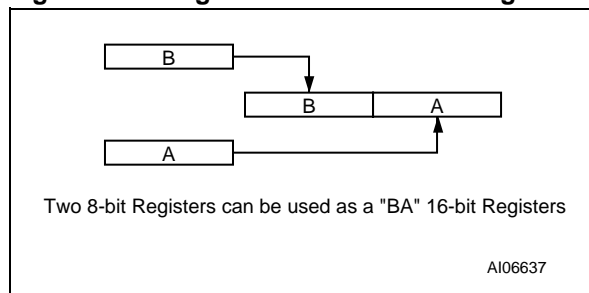 B
B A
A
Two 8-bit Registers can be used as a "BA" 16-bit Registers
AI06637